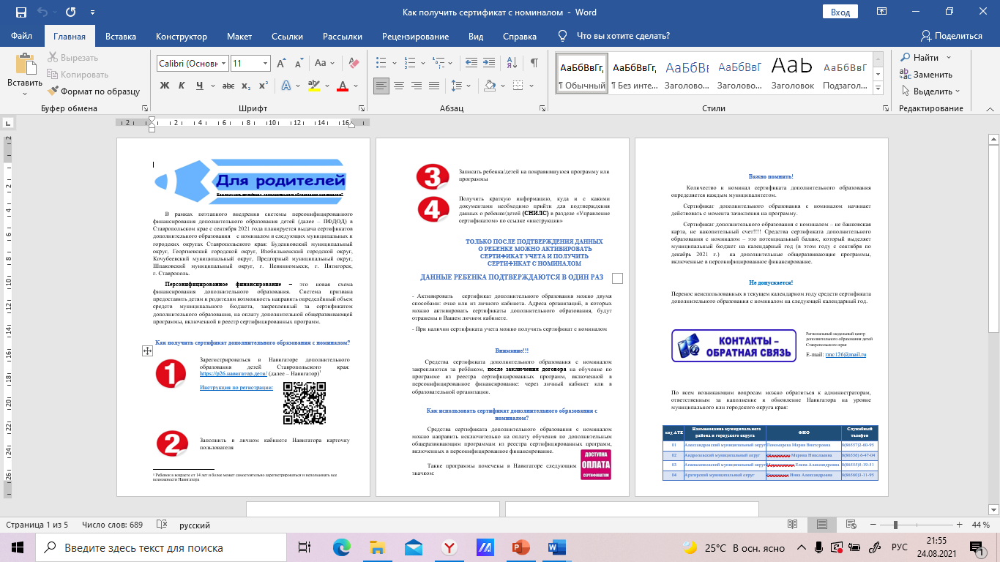 Как получить сертификат с номиналом - Word
Вход
Файл
Главная
Вставка
Конструктор
Макет
Ссылки
Рассылки
Рецензирование
Вид
Справка
Что вы хотите сделать?
Поделиться
Вставить
Вырезать
Копировать
Формат по образцу
Буфер обмена
Calibri (Основн
11
Шрифт
Абзац
АаБбВвГг,
¶ Обычный
АаБбВвГг,
¶ Без инте...
АаБбВв
Заголово...
АаБбВвГ
Заголово...
АаЬ
Заголовок
АаБбВвГ
Подзагол...
Стили
Найти
Заменить
Выделить
Редактирование
Для родителей
В рамках поэтапного внедрения системы персонифицированного
финансирования дополнительного образования детей (далее – ПФДОД) в
Ставропольском крае с сентября 2021 года планируется выдача сертификатов
дополнительного образования с номиналом в следующих муниципальных и
городских округах Ставропольского края: Буденновский муниципальный
округ, Георгиевский городской округ, Изобильненский городской округ,
Кочубеевский муниципальный округ, Предгорный муниципальный округ,
Шпаковский муниципальный округ, г. Невинномысск, г. Пятигорск,
г. Ставрополь.
Персонифицированное финансирование – это новая схема
финансирования дополнительного образования. Система призвана
предоставить детям и родителям возможность направить определённый объем
средств муниципального бюджета, закрепленный за сертификатом
дополнительного образования, на оплату дополнительной общеразвивающей
программы, включенной в реестр сертифицированных программ.
Как получить сертификат дополнительного образования с номиналом?
1
Зарегистрироваться в Навигаторе дополнительного
образования детей Ставропольского края:
https://р26.навигатор.дети/ (далее – Навигатор)¹
Инструкция по регистрации:
2
Заполнить в личном кабинете Навигатора карточку
пользователя
¹ Ребенок в возрасте от 14 лет и более может самостоятельно зарегистрироваться и использовать все
возможности Навигатора
3
Записать ребенка/детей на понравившуюся программу или
программы
4
Получить краткую информацию, куда и с какими
документами необходимо прийти для подтверждения
данных о ребенке/детей (СНИЛС) в разделе «Управление
сертификатом» по ссылке «инструкции»
ТОЛЬКО ПОСЛЕ ПОДТВЕРЖДЕНИЯ ДАННЫХ
О РЕБЕНКЕ МОЖНО АКТИВИРОВАТЬ
СЕРТИФИКАТ УЧЕТА И ПОЛУЧИТЬ
СЕРТИФИКАТ С НОМИНАЛОМ
ДАННЫЕ РЕБЕНКА ПОДТВЕРЖДАЮТСЯ В ОДИН РАЗ
- Активировать сертификат дополнительного образования можно двумя
способами: очно или из личного кабинета. Адреса организаций, в которых
можно активировать сертификаты дополнительного образования, будут
отражены в Вашем личном кабинете.
- При наличии сертификата учета можно получить сертификат с номиналом
Внимание!!!
Средства сертификата дополнительного образования с номиналом
закрепляются за ребёнком, после заключения договора на обучение по
программе из реестра сертифицированных программ, включенной в
персонифицированное финансирование: через личный кабинет или в
образовательной организации.
Как использовать сертификат дополнительного образования с
номиналом?
Средства сертификата дополнительного образования с номиналом
можно направить исключительно на оплату обучения по дополнительным
общеразвивающим программам из реестра сертифицированных программ,
включенных в персонифицированное финансирование.
Такие программы помечены в Навигаторе следующим
значком:
ДОСТУПНА
ОПЛАТА
СЕРТИФИКАТОМ
Важно помнить!
Количество и номинал сертификата дополнительного образования
определяется каждым муниципалитетом.
Сертификат дополнительного образования с номиналом начинает
действовать с момента зачисления на программу.
Сертификат дополнительного образования с номиналом – не банковская
карта, не накопительный счет!!!! Средства сертификата дополнительного
образования с номиналом – это потенциальный баланс, который выделяет
муниципальный бюджет на календарный год (в этом году с сентября по
декабрь 2021 г.) на дополнительные общеразвивающие программы,
включенные в персонифицированное финансирование.
Не допускается!
Перенос неиспользованных в текущем календарном году средств сертификата
дополнительного образования с номиналом на следующей календарный год.
КОНТАКТЫ –
ОБРАТНАЯ СВЯЗЬ
Региональный модельный центр
дополнительного образования детей
Ставропольского края
E-mail: rmc126@mail.ru
По всем возникающим вопросам можно обратиться к администраторам,
ответственным за наполнение и обновление Навигатора на уровне
муниципального или городского округа края:
код АТЕ Наименование муниципального района и городского округа ФИО Служебный телефон
01 Александровский муниципальный округ Пономарева Мария Викторовна 8(86557)2-60-95
02 Андроповский муниципальный округ Марина Николаевна 8(86556) 6-47-04
03 Апанасенковский муниципальный округ Елена Александровна 8(86555)5-19-51
04 Арзгирский муниципальный округ Нина Александровна 8(86560)3-11-95
Страница 1 из 5
Число слов: 689
русский
44 %
Введите здесь текст для поиска
25°C В осн. ясно
РУС
21:55
24.08.2021